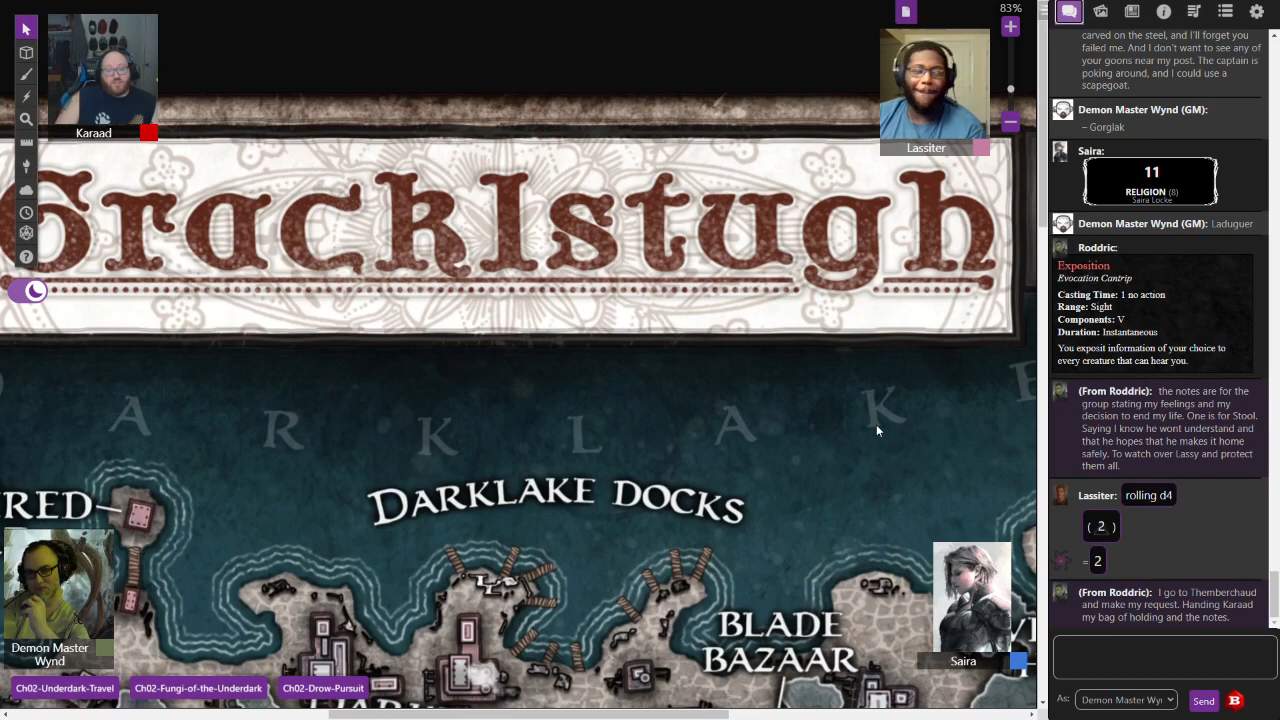 83%
Karaad
Lassiter
Gracklstugh
ARKLAKE
DARKLAKE DOCKS
BLADE
BAZAAR
Demon Master
Wynd
Saira
Ch02-Underdark-Travel
Ch02-Fungi-of-the-Underdark
Ch02-Drow-Pursuit
carved on the steel, and I'll forget you
failed me. And I don't want to see any of
your goons near my post. The captain is
poking around, and I could use a
scapegoat.
Demon Master Wynd (GM):
– Gorglak
Saira:
11
RELIGION (8)
Saira Locke
Demon Master Wynd (GM): Laduguer
Roddric:
Exposition
Evocation Cantrip
Casting Time: 1 no action
Range: Sight
Components: V
Duration: Instantaneous
You exposit information of your choice to
every creature that can hear you.
(From Roddric): the notes are for the
group stating my feelings and my
decision to end my life. One is for Stool.
Saying I know he wont understand and
that he hopes that he makes it home
safely. To watch over Lassy and protect
them all.
Lassiter: rolling d4
( 2 )
= 2
(From Roddric): I go to Themberchaud
and make my request. Handing Karaad
my bag of holding and the notes.
As: Demon Master Wyn
Send